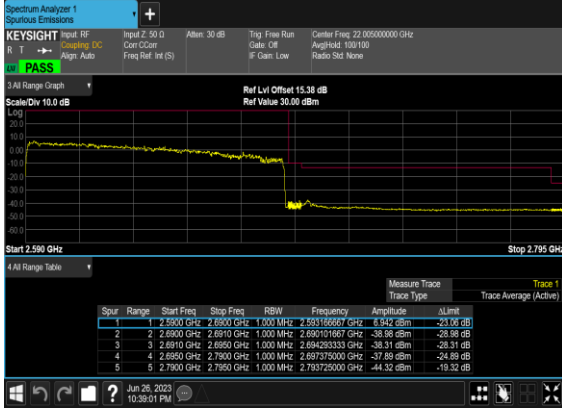 Spectrum Analyzer 1
Spurious Emissions
+
KEYSIGHT Input: RF Input Z: 50 Ω Atten: 30 dB Trig: Free Run Center Freq: 22.005000000 GHz
R T Coupling: DC Corr CCorr Gate: Off Avg|Hold: 100/100
Align: Auto Freq Ref: Int (S) IF Gain: Low Radio Std: None
LXI PASS
3 All Range Graph
Ref Lvl Offset 15.38 dB
Scale/Div 10.0 dB Ref Value 30.00 dBm
Log
20.0
10.0
0.00
-10.0
-20.0
-30.0
-40.0
-50.0
-60.0
Start 2.590 GHz Stop 2.795 GHz
4 All Range Table
Measure Trace Trace 1
Trace Type Trace Average (Active)
Spur Range Start Freq Stop Freq RBW Frequency Amplitude ΔLimit
1 1 2.5900 GHz 2.6900 GHz 1.000 MHz 2.593166667 GHz 6.942 dBm -23.06 dB
2 2 2.6900 GHz 2.6910 GHz 1.000 MHz 2.690101667 GHz -38.98 dBm -28.98 dB
3 3 2.6910 GHz 2.6950 GHz 1.000 MHz 2.694293333 GHz -38.31 dBm -28.31 dB
4 4 2.6950 GHz 2.7900 GHz 1.000 MHz 2.697375000 GHz -37.89 dBm -24.89 dB
5 5 2.7900 GHz 2.7950 GHz 1.000 MHz 2.793725000 GHz -44.32 dBm -19.32 dB
? Jun 26, 2023
10:39:01 PM